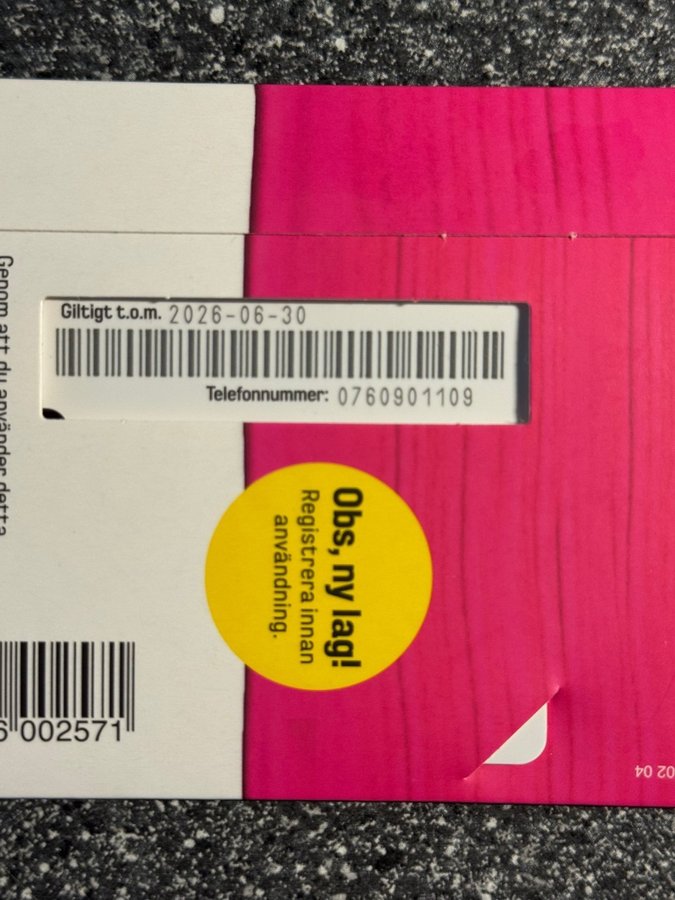 Genom att du använder detta
Giltigt t.o.m. 2026-06-30
Telefonnummer: 0760901109
Obs, ny lag!
Registrera innan
användning.
6 002571
02 04